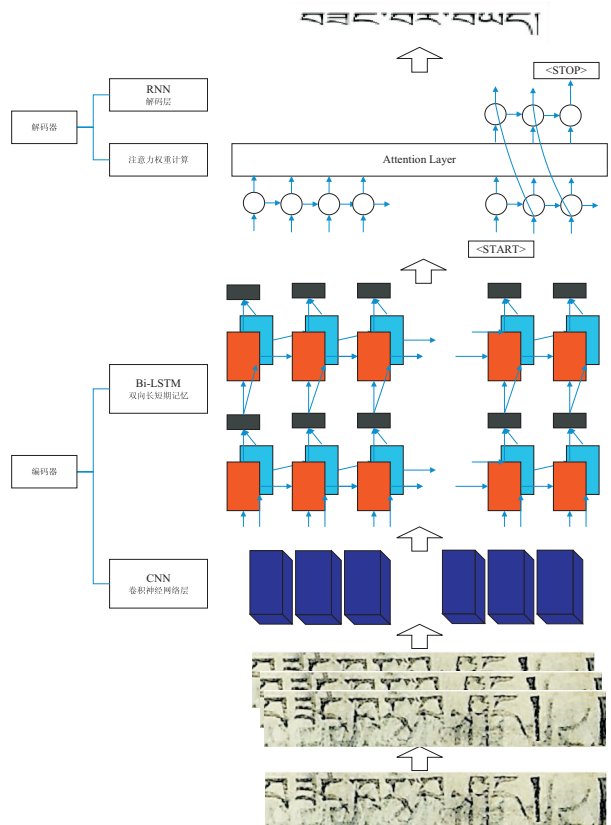 བཟང་བར་
<STOP>
RNN
解码层
解码器
注意力权重计算
Attention Layer
<START>
Bi-LSTM
双向长短期记忆
编码器
CNN
卷积神经网络层